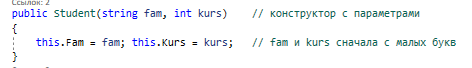 Ссылок: 2
public Student(string fam, int kurs)    // конструктор с параметрами
{
    this.Fam = fam; this.Kurs = kurs;   // fam и kurs сначала с малых букв
}